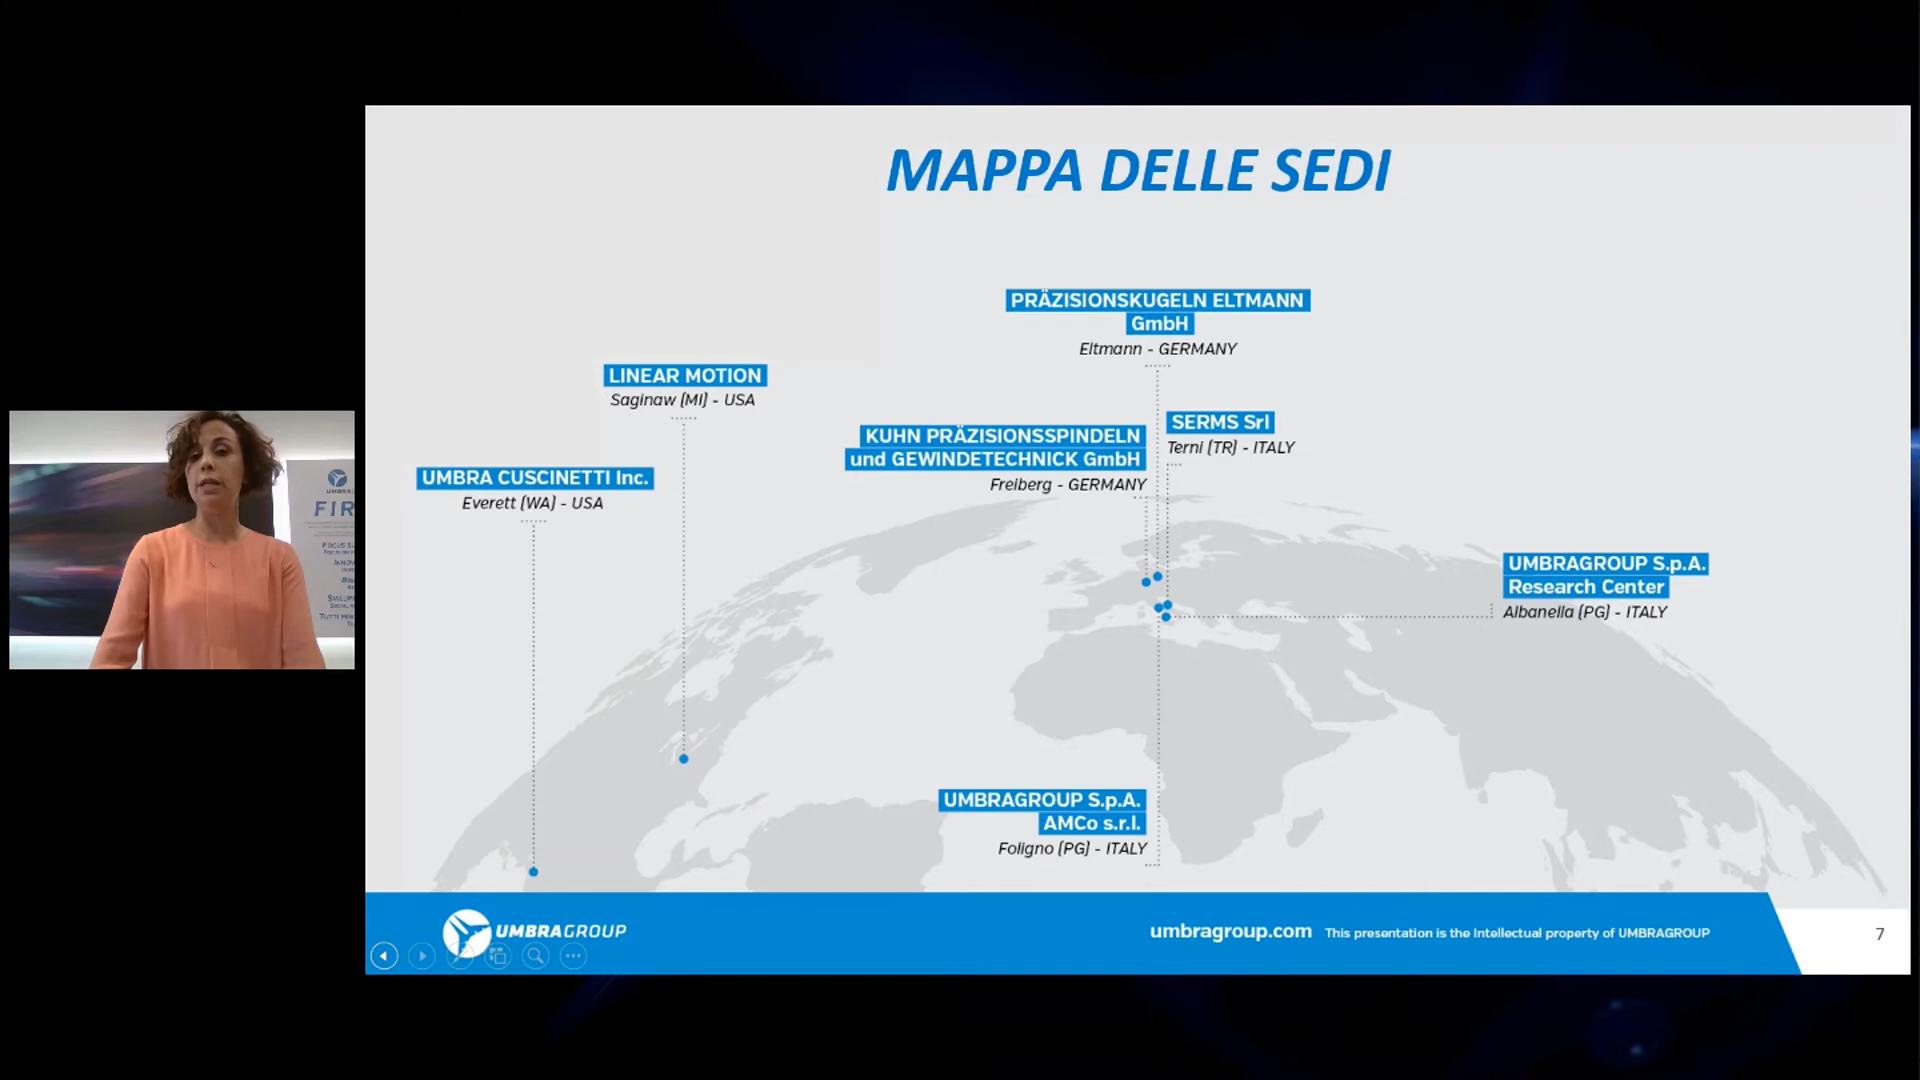 MAPPA DELLE SEDI
PRÄZISIONSKUGELN ELTMANN
GmbH
Eltmann - GERMANY
LINEAR MOTION
Saginaw (MI) - USA
SERMS Srl
Terni (TR) - ITALY
KUHN PRÄZISIONSSPINDELN
und GEWINDETECHNICK GmbH
Freiberg - GERMANY
UMBRA CUSCINETTI Inc.
Everett (WA) - USA
UMBRAGROUP S.p.A.
Research Center
Albanella (PG) - ITALY
UMBRAGROUP S.p.A.
AMCo s.r.l.
Foligno (PG) - ITALY
UMBRAGROUP
umbragroup.com This presentation is the Intellectual property of UMBRAGROUP
7
FIR